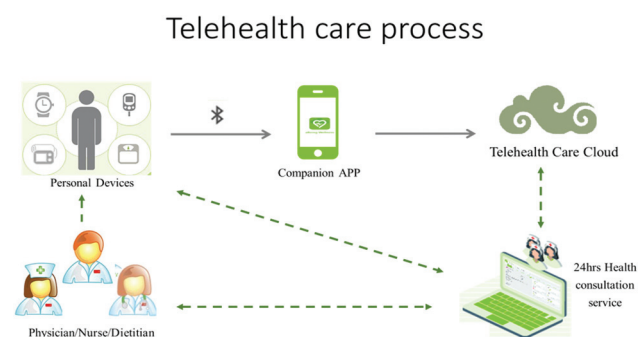 Telehealth care process
Personal Devices
Companion APP
Telehealth Care Cloud
24hrs Health
consultation
service
Physician/Nurse/Dietitian